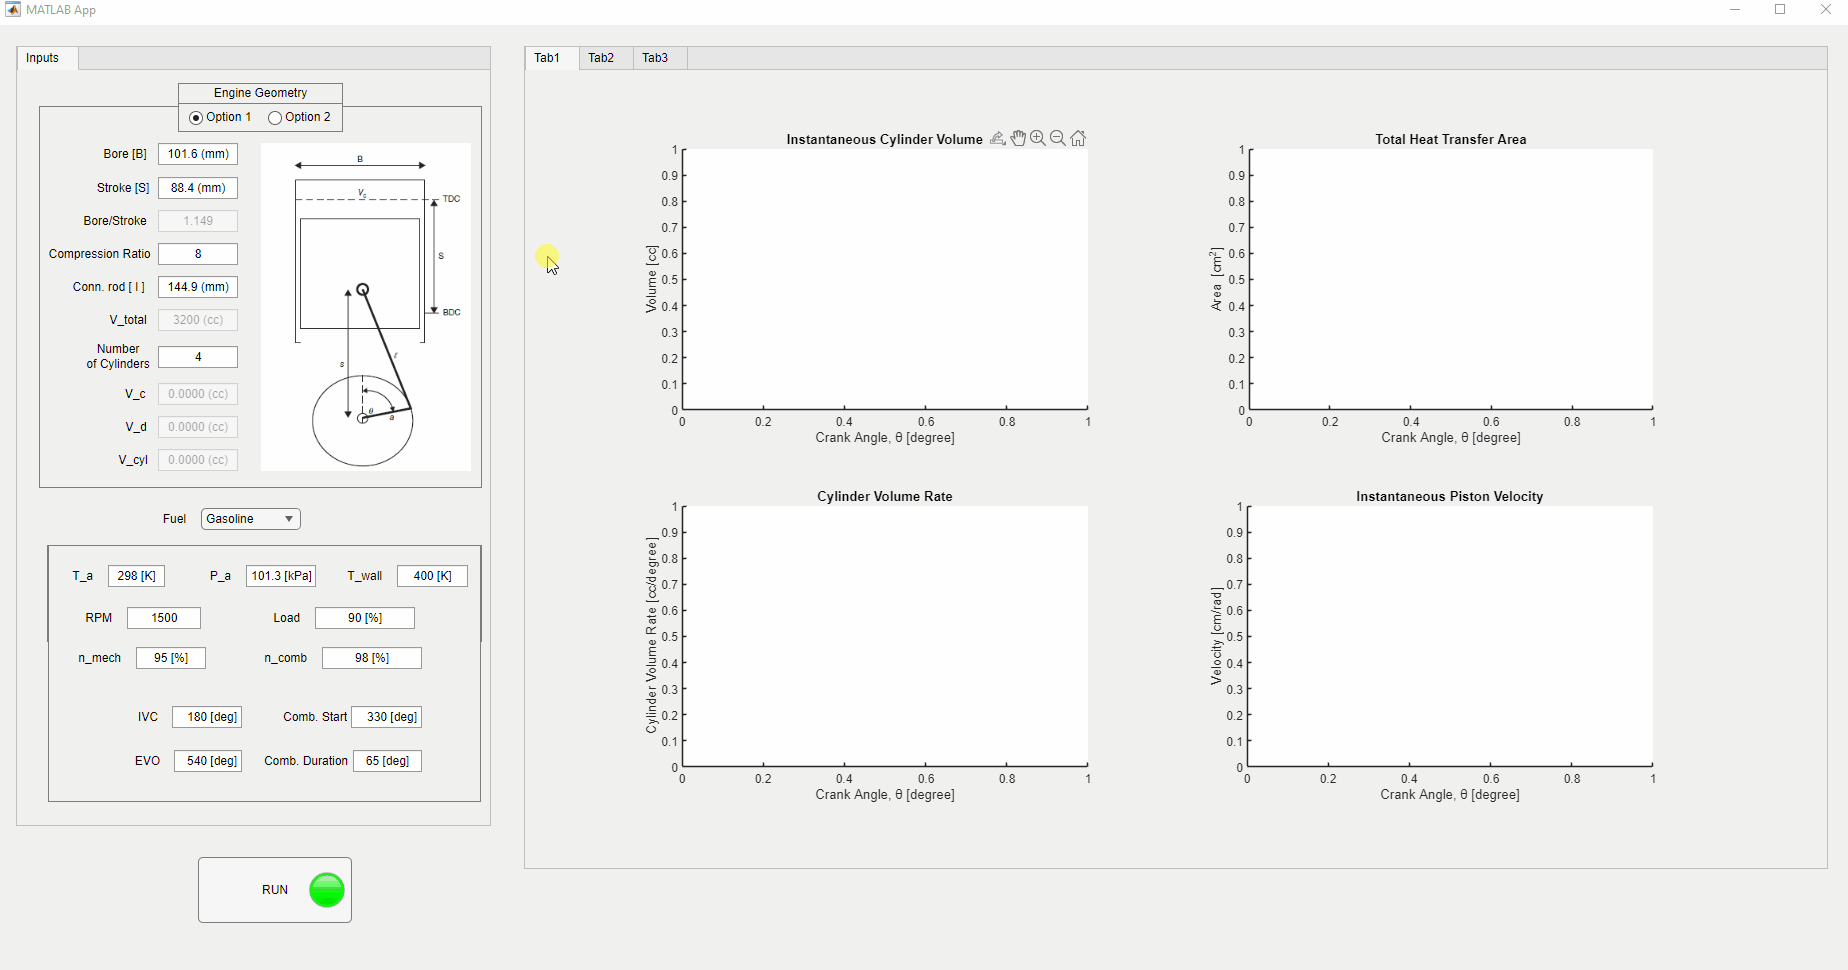 MATLAB App
Inputs
Engine Geometry
Option 1 Option 2
Bore [B] 101.6 (mm)
Stroke [S] 88.4 (mm)
Bore/Stroke 1.149
Compression Ratio 8
Conn. rod [ l ] 144.9 (mm)
V_total 3200 (cc)
Number
of Cylinders 4
V_c 0.0000 (cc)
V_d 0.0000 (cc)
V_cyl 0.0000 (cc)
B
V꜀
TDC
S
BDC
s
ℓ
θ
a
Fuel Gasoline
T_a 298 [K] P_a 101.3 [kPa] T_wall 400 [K]
RPM 1500 Load 90 [%]
n_mech 95 [%] n_comb 98 [%]
IVC 180 [deg] Comb. Start 330 [deg]
EVO 540 [deg] Comb. Duration 65 [deg]
RUN
Tab1 Tab2 Tab3
Instantaneous Cylinder Volume
Volume [cc]
1
0.9
0.8
0.7
0.6
0.5
0.4
0.3
0.2
0.1
0
0 0.2 0.4 0.6 0.8 1
Crank Angle, θ [degree]
Total Heat Transfer Area
Area [cm²]
1
0.9
0.8
0.7
0.6
0.5
0.4
0.3
0.2
0.1
0
0 0.2 0.4 0.6 0.8 1
Crank Angle, θ [degree]
Cylinder Volume Rate
Cylinder Volume Rate [cc/degree]
1
0.9
0.8
0.7
0.6
0.5
0.4
0.3
0.2
0.1
0
0 0.2 0.4 0.6 0.8 1
Crank Angle, θ [degree]
Instantaneous Piston Velocity
Velocity [cm/rad]
1
0.9
0.8
0.7
0.6
0.5
0.4
0.3
0.2
0.1
0
0 0.2 0.4 0.6 0.8 1
Crank Angle, θ [degree]